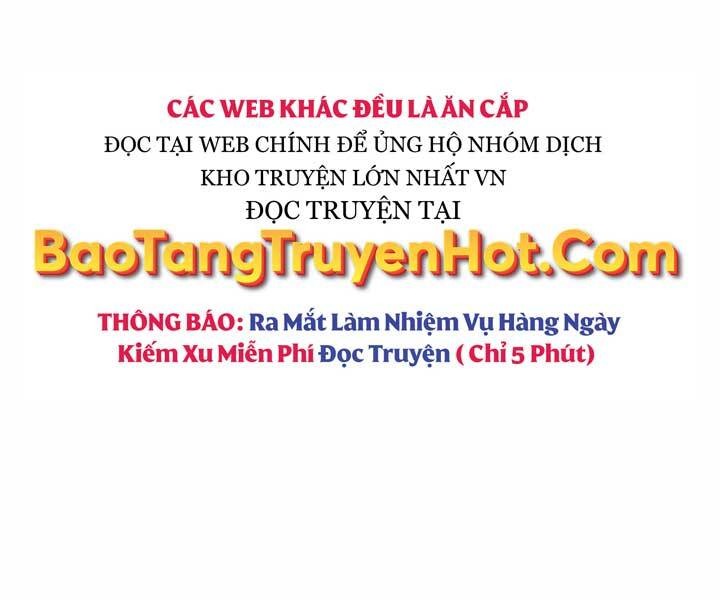 CÁC WEB KHÁC ĐỀU LÀ ĂN CẮP
ĐỌC TẠI WEB CHÍNH ĐỂ ỦNG HỘ NHÓM DỊCH
KHO TRUYỆN LỚN NHẤT VN
ĐỌC TRUYỆN TẠI
BaoTangTruyenHot.Com
THÔNG BÁO: Ra Mắt Làm Nhiệm Vụ Hàng Ngày
Kiếm Xu Miễn Phí Đọc Truyện ( Chỉ 5 Phút)